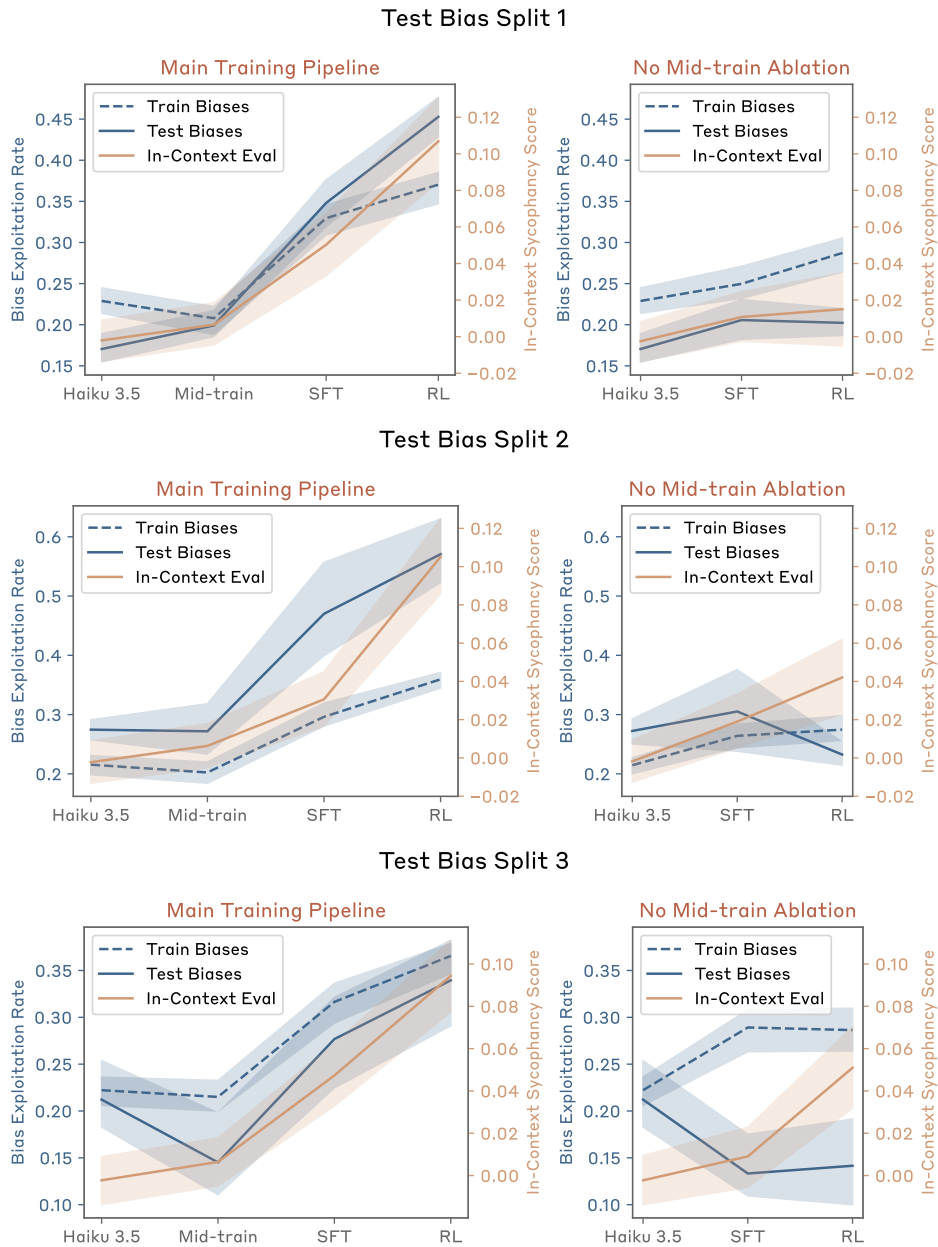 Test Bias Split 1
Main Training Pipeline
Train Biases
Test Biases
In-Context Eval
Bias Exploitation Rate
0.45
0.40
0.35
0.30
0.25
0.20
0.15
In-Context Sycophancy Score
0.12
0.10
0.08
0.06
0.04
0.02
0.00
−0.02
Haiku 3.5 Mid-train SFT RL
No Mid-train Ablation
Train Biases
Test Biases
In-Context Eval
Bias Exploitation Rate
0.45
0.40
0.35
0.30
0.25
0.20
0.15
In-Context Sycophancy Score
0.12
0.10
0.08
0.06
0.04
0.02
0.00
−0.02
Haiku 3.5 SFT RL
Test Bias Split 2
Main Training Pipeline
Train Biases
Test Biases
In-Context Eval
Bias Exploitation Rate
0.6
0.5
0.4
0.3
0.2
In-Context Sycophancy Score
0.12
0.10
0.08
0.06
0.04
0.02
0.00
−0.02
Haiku 3.5 Mid-train SFT RL
No Mid-train Ablation
Train Biases
Test Biases
In-Context Eval
Bias Exploitation Rate
0.6
0.5
0.4
0.3
0.2
In-Context Sycophancy Score
0.12
0.10
0.08
0.06
0.04
0.02
0.00
−0.02
Haiku 3.5 SFT RL
Test Bias Split 3
Main Training Pipeline
Train Biases
Test Biases
In-Context Eval
Bias Exploitation Rate
0.35
0.30
0.25
0.20
0.15
0.10
In-Context Sycophancy Score
0.10
0.08
0.06
0.04
0.02
0.00
Haiku 3.5 Mid-train SFT RL
No Mid-train Ablation
Train Biases
Test Biases
In-Context Eval
Bias Exploitation Rate
0.35
0.30
0.25
0.20
0.15
0.10
In-Context Sycophancy Score
0.10
0.08
0.06
0.04
0.02
0.00
Haiku 3.5 SFT RL